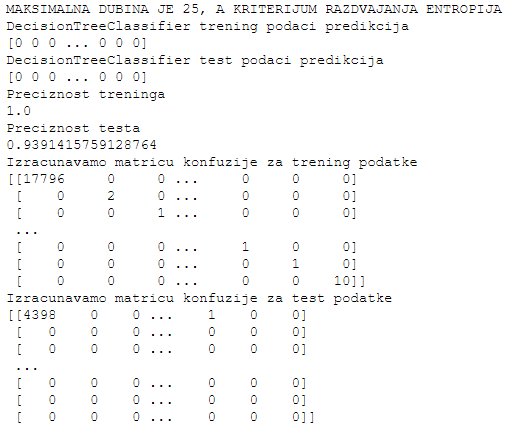 MAKSIMALNA DUBINA JE 25, A KRITERIJUM RAZDVAJANJA ENTROPIJA
DecisionTreeClassifier trening podaci predikcija
[0 0 0 ... 0 0 0]
DecisionTreeClassifier test podaci predikcija
[0 0 0 ... 0 0 0]
Preciznost treninga
1.0
Preciznost testa
0.9391415759128764
Izracunavamo matricu konfuzije za trening podatke
[[17796     0     0 ...     0     0     0]
 [    0     2     0 ...     0     0     0]
 [    0     0     1 ...     0     0     0]
 ...
 [    0     0     0 ...     1     0     0]
 [    0     0     0 ...     0     1     0]
 [    0     0     0 ...     0     0    10]]
Izracunavamo matricu konfuzije za test podatke
[[4398    0    0 ...    1    0    0]
 [   0    0    0 ...    0    0    0]
 [   0    0    0 ...    0    0    0]
 ...
 [   0    0    0 ...    0    0    0]
 [   0    0    0 ...    0    0    0]
 [   0    0    0 ...    0    0    0]]